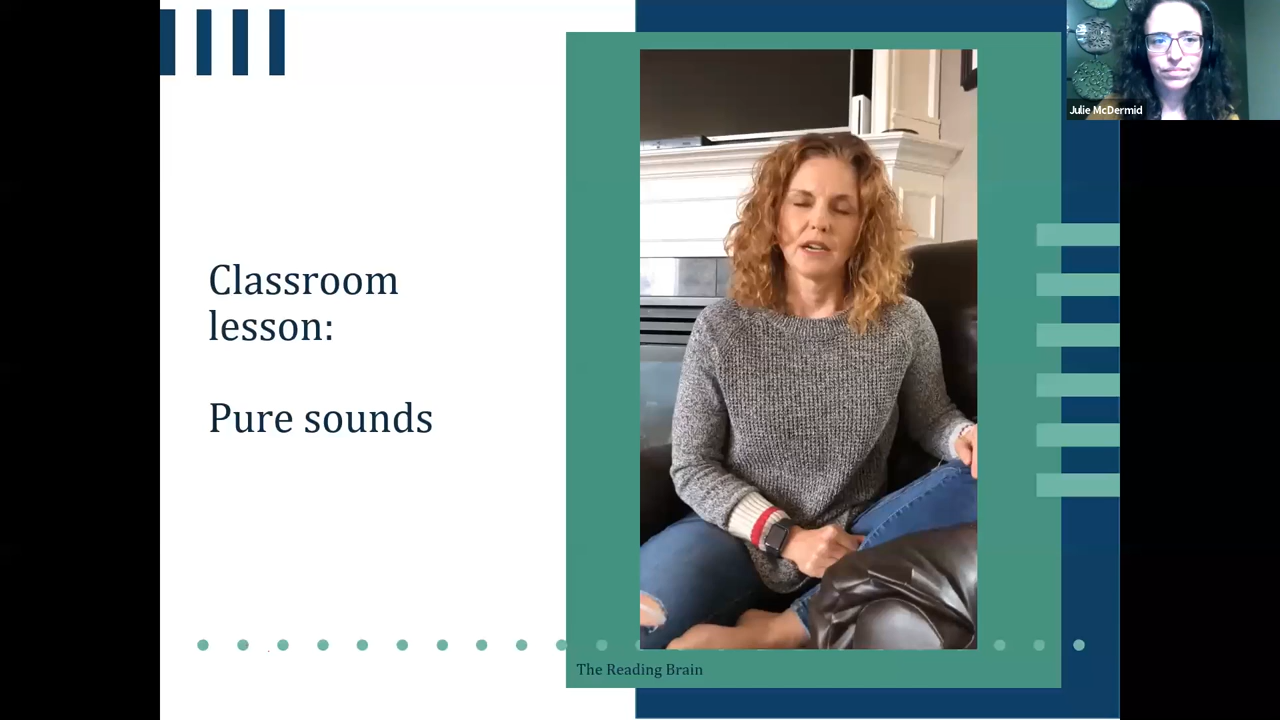 Classroom
lesson:
Pure sounds
The Reading Brain
Julie McDermid